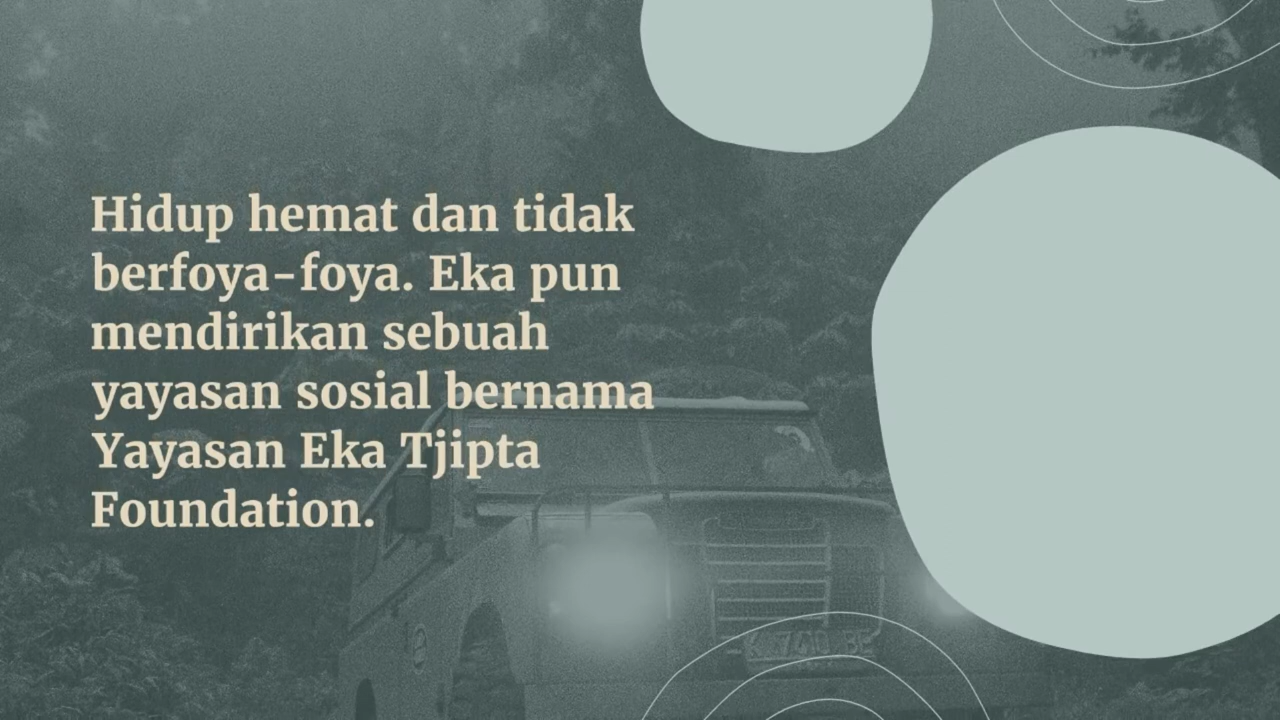 Hidup hemat dan tidak
berfoya-foya. Eka pun
mendirikan sebuah
yayasan sosial bernama
Yayasan Eka Tjipta
Foundation.